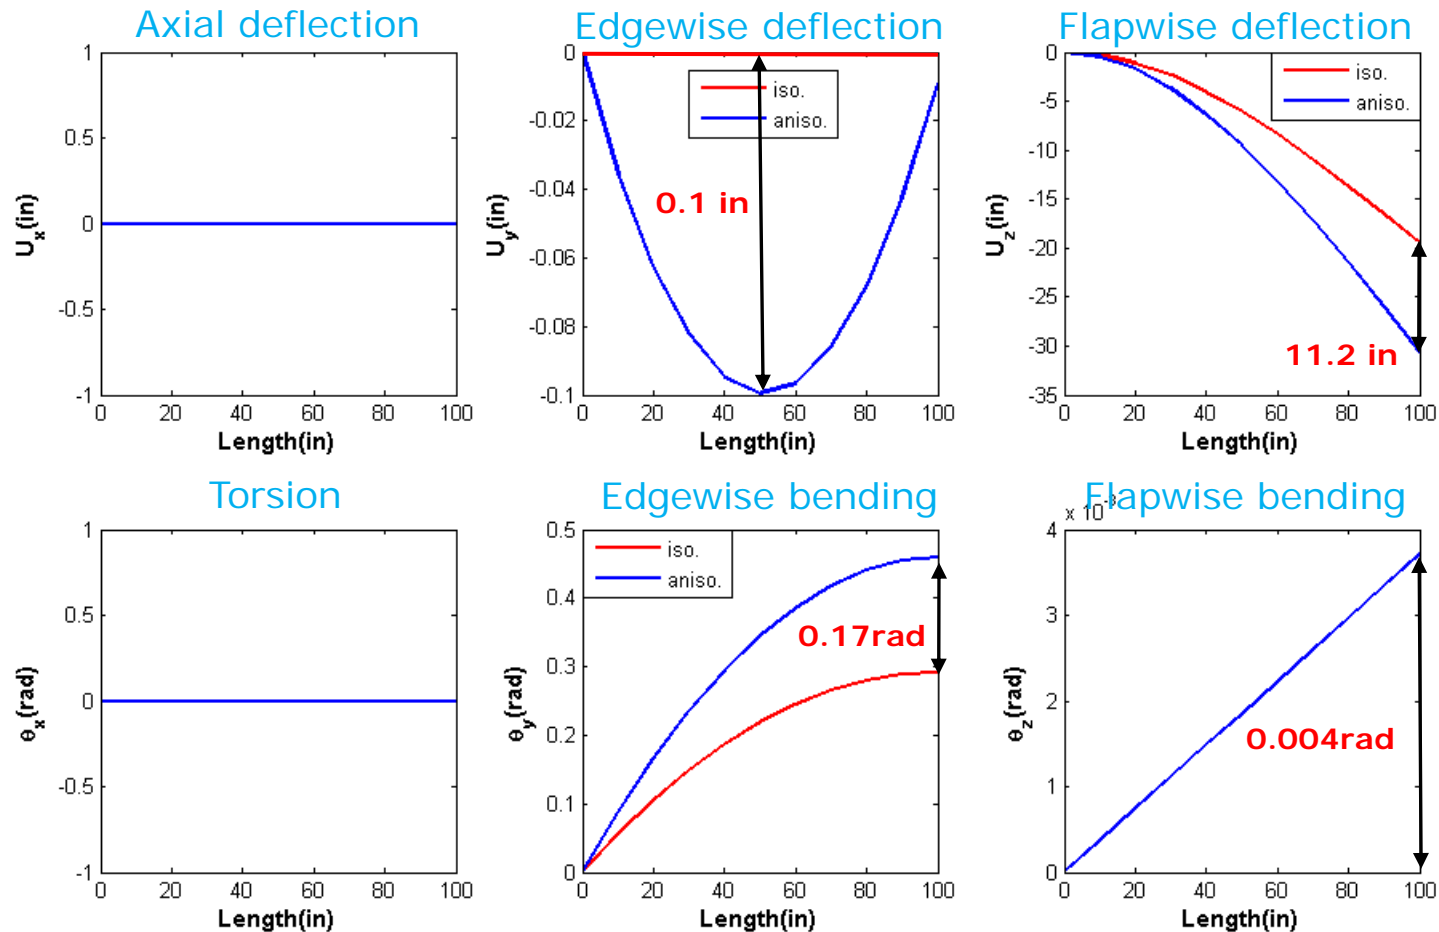 Axial deflection
1
0.5
0
-0.5
-1
0 20 40 60 80 100
Ux(in)
Length(in)
Edgewise deflection
0
-0.02
-0.04
-0.06
-0.08
-0.1
0 20 40 60 80 100
Uy(in)
Length(in)
iso.
aniso.
0.1 in
Flapwise deflection
0
-5
-10
-15
-20
-25
-30
-35
0 20 40 60 80 100
Uz(in)
Length(in)
iso.
aniso.
11.2 in
Torsion
1
0.5
0
-0.5
-1
0 20 40 60 80 100
θx(rad)
Length(in)
Edgewise bending
0.5
0.4
0.3
0.2
0.1
0
0 20 40 60 80 100
θy(rad)
Length(in)
iso.
aniso.
0.17rad
Flapwise bending
x 10-3
4
3
2
1
0
0 20 40 60 80 100
θz(rad)
Length(in)
0.004rad